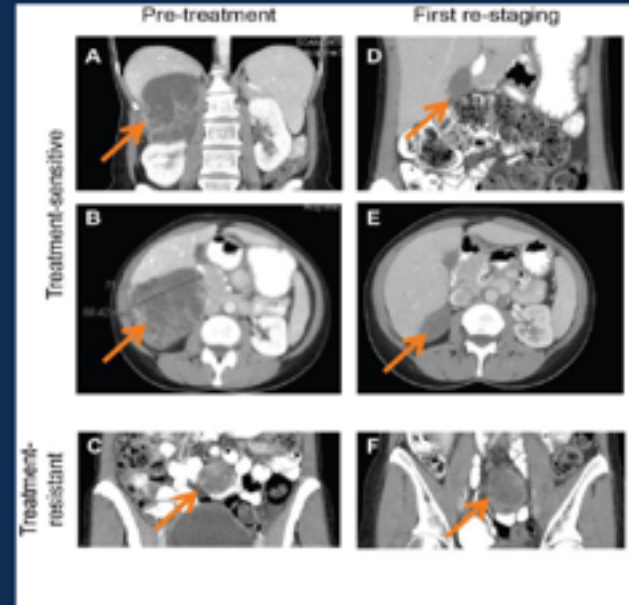 Pre-treatment
First re-staging
Treatment-sensitive
A
D
B
E
Treatment-
resistant
C
F